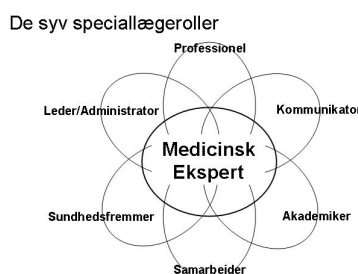 De syv speciallægeroller
Professionel
Leder/Administrator
Kommunikator
Medicinsk
Ekspert
Sundhedsfremmer
Akademiker
Samarbejder